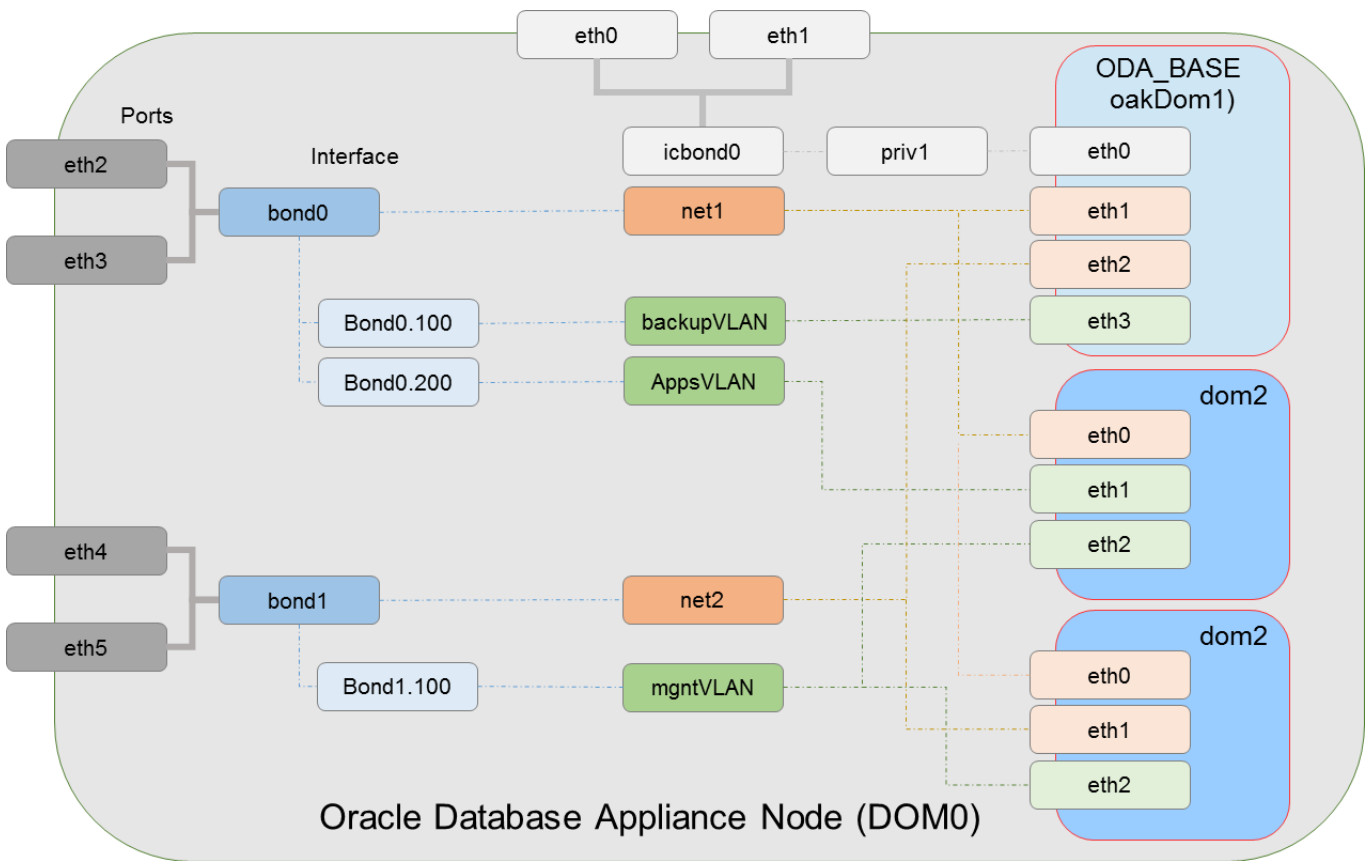 eth0
eth1
ODA_BASE
oakDom1)
Ports
eth2
Interface
icbond0
priv1
eth0
bond0
net1
eth1
eth3
eth2
Bond0.100
backupVLAN
eth3
Bond0.200
AppsVLAN
dom2
eth0
eth1
eth4
eth2
bond1
net2
eth5
dom2
Bond1.100
mgntVLAN
eth0
eth1
eth2
Oracle Database Appliance Node (DOM0)